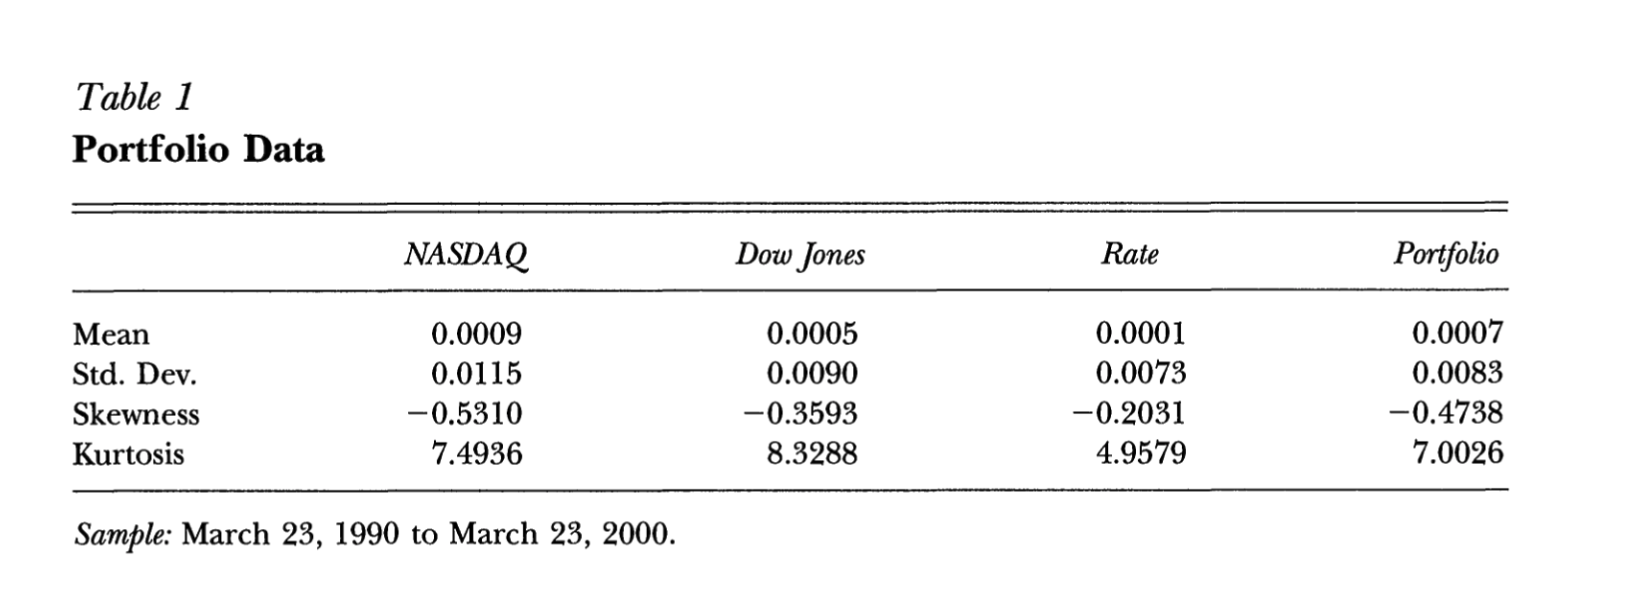 Table 1
Portfolio Data
NASDAQ Dow Jones Rate Portfolio
Mean 0.0009 0.0005 0.0001 0.0007
Std. Dev. 0.0115 0.0090 0.0073 0.0083
Skewness −0.5310 −0.3593 −0.2031 −0.4738
Kurtosis 7.4936 8.3288 4.9579 7.0026
Sample: March 23, 1990 to March 23, 2000.